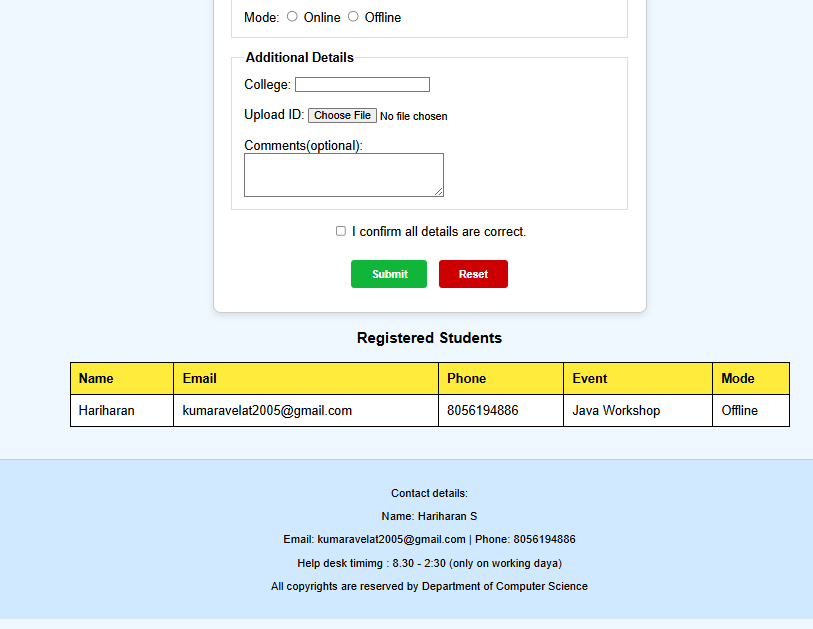 Mode: Online Offline
Additional Details
College:
Upload ID: Choose File No file chosen
Comments(optional):
I confirm all details are correct.
Submit Reset
Registered Students
Name Email Phone Event Mode
Hariharan kumaravelat2005@gmail.com 8056194886 Java Workshop Offline
Contact details:
Name: Hariharan S
Email: kumaravelat2005@gmail.com | Phone: 8056194886
Help desk timimg : 8.30 - 2:30 (only on working daya)
All copyrights are reserved by Department of Computer Science